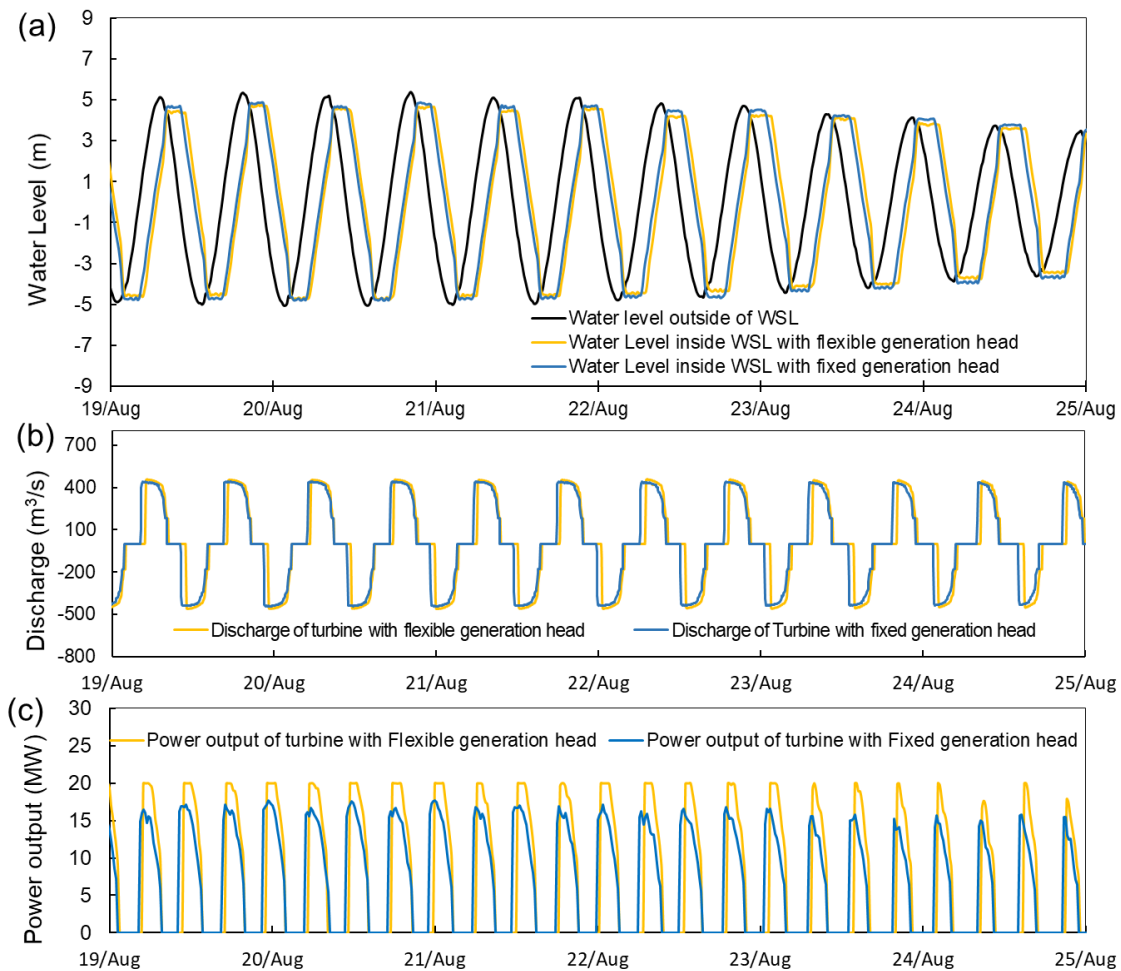 (a)
9
7
5
3
1
-1
-3
-5
-7
-9
Water Level (m)
Water level outside of WSL
Water Level inside WSL with flexible generation head
Water Level inside WSL with fixed generation head
19/Aug 20/Aug 21/Aug 22/Aug 23/Aug 24/Aug 25/Aug
(b)
700
400
100
-200
-500
-800
Discharge (m³/s)
Discharge of turbine with flexible generation head Discharge of Turbine with fixed generation head
19/Aug 20/Aug 21/Aug 22/Aug 23/Aug 24/Aug 25/Aug
(c)
30
25
20
15
10
5
0
Power output (MW)
Power output of turbine with Flexible generation head Power output of turbine with Fixed generation head
19/Aug 20/Aug 21/Aug 22/Aug 23/Aug 24/Aug 25/Aug